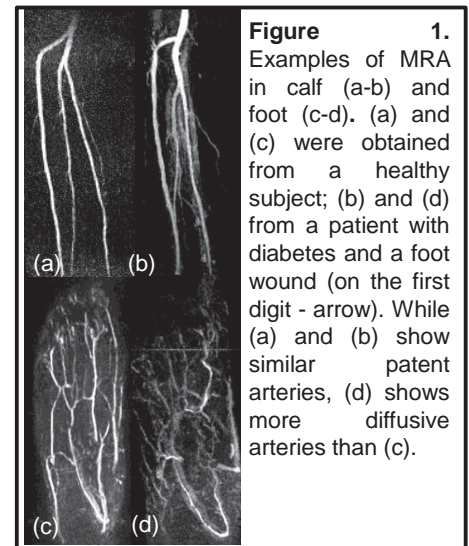 Figure 1.
Examples of MRA
in calf (a-b) and
foot (c-d). (a) and
(c) were obtained
from a healthy
subject; (b) and (d)
from a patient with
diabetes and a foot
wound (on the first
digit - arrow). While
(a) and (b) show
similar patent
arteries, (d) shows
more diffusive
arteries than (c).
(a) (b)
(c) (d)